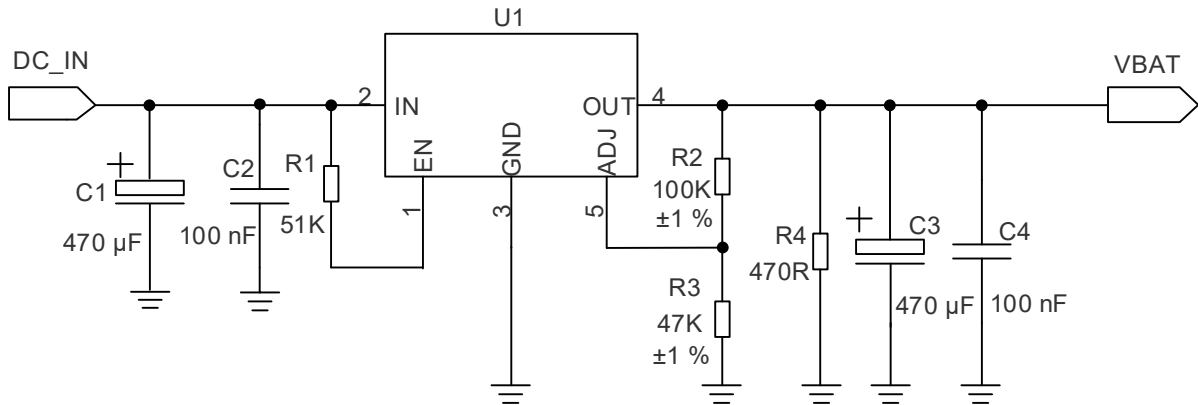 U1
DC_IN
VBAT
2
IN
OUT
4
EN
GND
ADJ
1
3
5
+
C1
470 µF
C2
100 nF
R1
51K
R2
100K
±1 %
R3
47K
±1 %
R4
470R
+
C3
470 µF
C4
100 nF